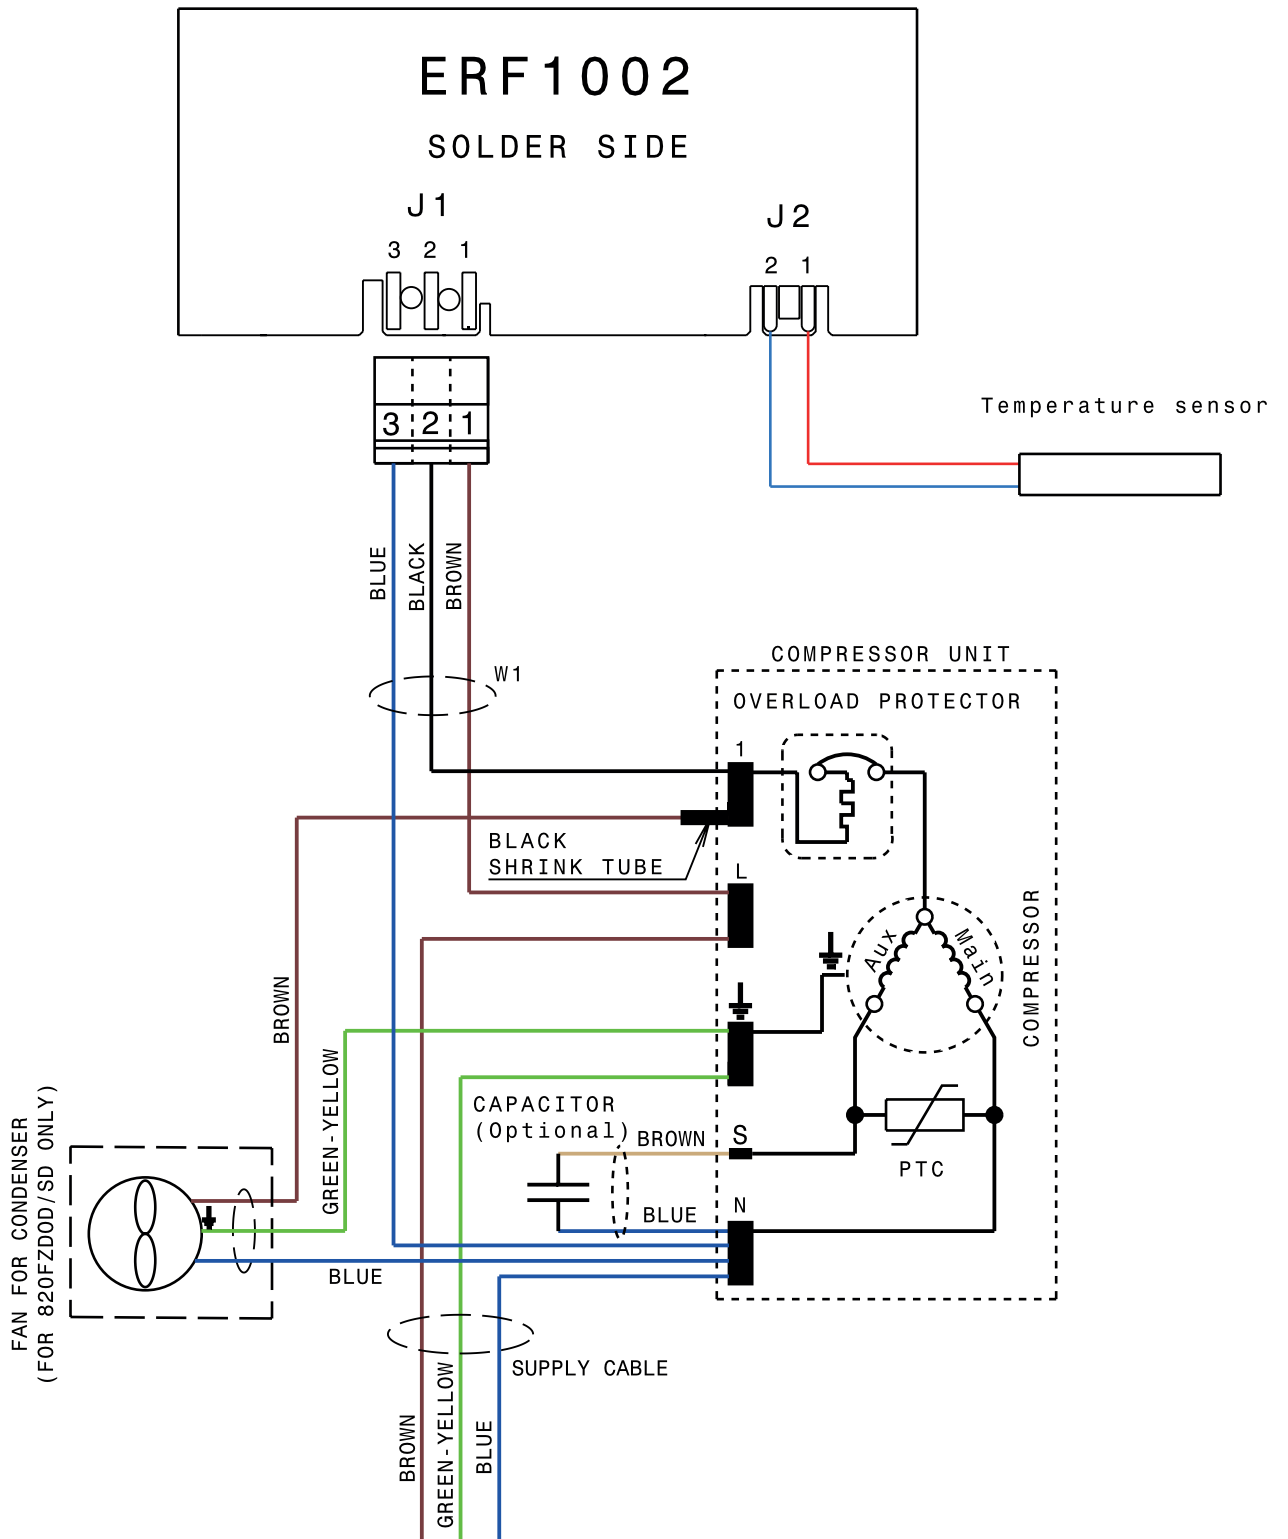 ERF1002
SOLDER SIDE
J1
J2
3 2 1
2 1
3 2 1
Temperature sensor
BLUE
BLACK
BROWN
W1
COMPRESSOR UNIT
OVERLOAD PROTECTOR
1
BLACK
SHRINK TUBE
L
Aux
Main
COMPRESSOR
BROWN
GREEN-YELLOW
CAPACITOR
(Optional)
BROWN
S
PTC
N
BLUE
FAN FOR CONDENSER
(FOR 820FZDOD/SD ONLY)
BLUE
SUPPLY CABLE
BROWN
GREEN-YELLOW
BLUE